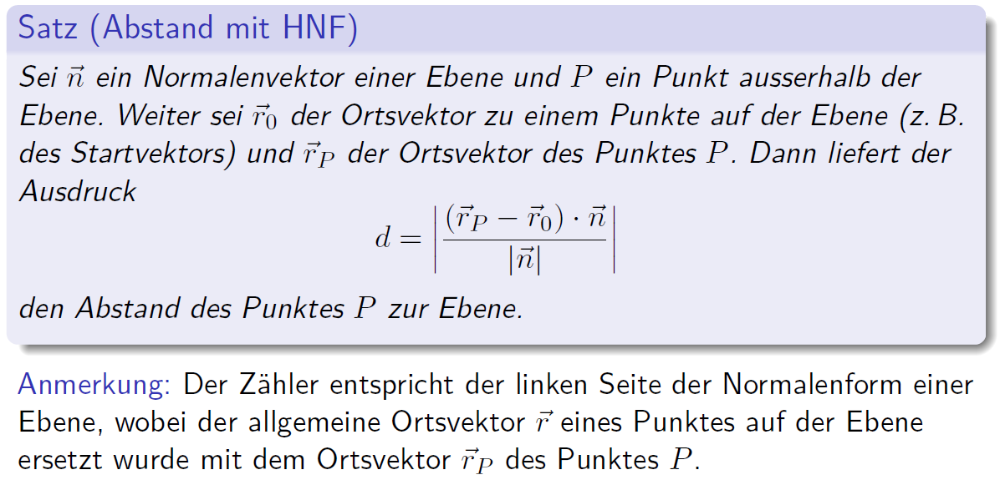 Satz (Abstand mit HNF)
Sei $\vec{n}$ ein Normalenvektor einer Ebene und $P$ ein Punkt ausserhalb der
Ebene. Weiter sei $\vec{r}_0$ der Ortsvektor zu einem Punkte auf der Ebene (z. B.
des Startvektors) und $\vec{r}_P$ der Ortsvektor des Punktes $P$. Dann liefert der
Ausdruck
$d = \left| \frac{(\vec{r}_P - \vec{r}_0) \cdot \vec{n}}{|\vec{n}|} \right|$
den Abstand des Punktes $P$ zur Ebene.
Anmerkung: Der Zähler entspricht der linken Seite der Normalenform einer
Ebene, wobei der allgemeine Ortsvektor $\vec{r}$ eines Punktes auf der Ebene
ersetzt wurde mit dem Ortsvektor $\vec{r}_P$ des Punktes $P$.